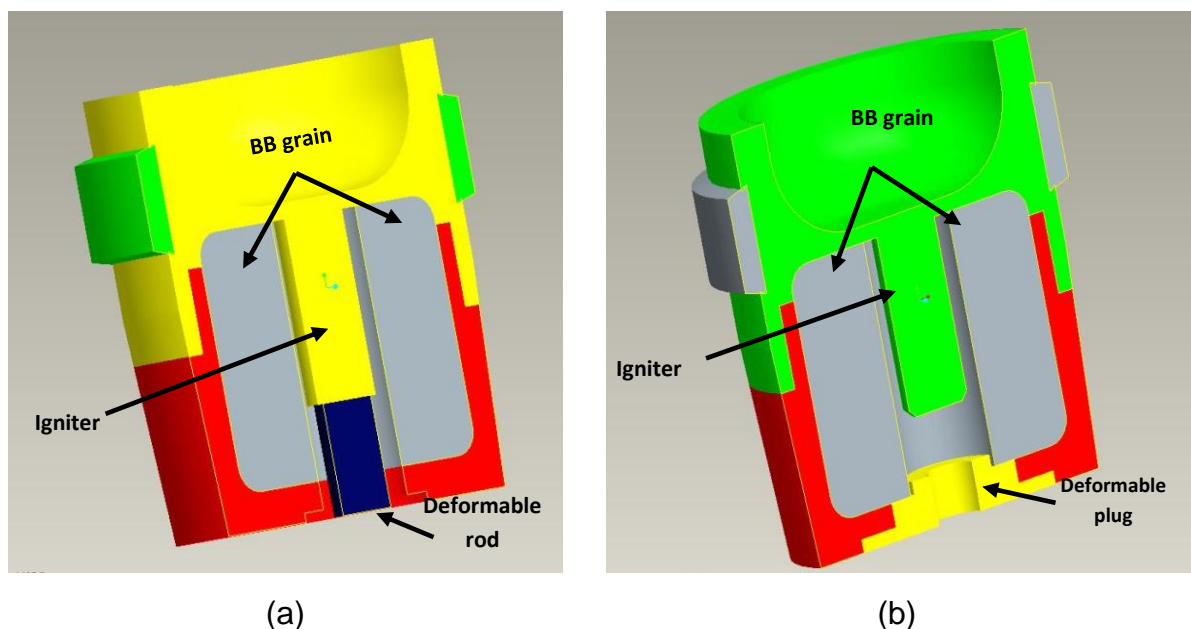 BB grain
Igniter
Deformable
rod
(a)
BB grain
Igniter
Deformable
plug
(b)